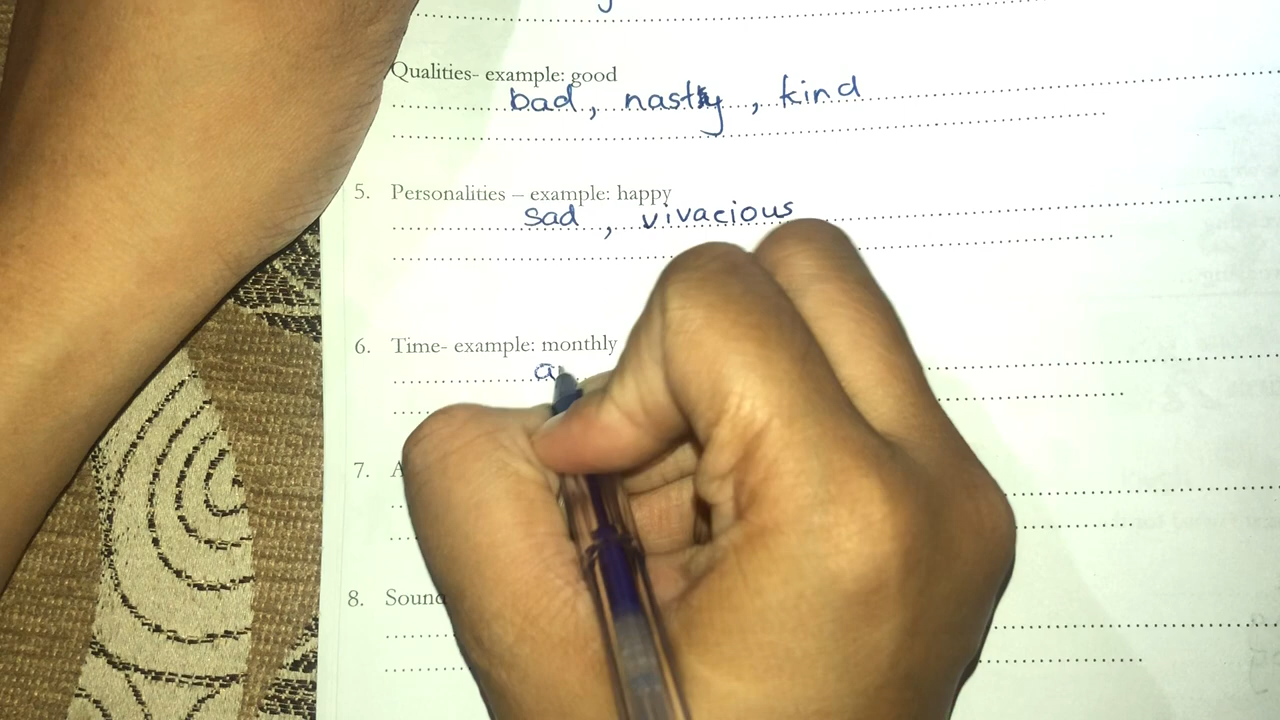 Qualities- example: good
bad, nasty, kind
5. Personalities – example: happy
sad, vivacious
6. Time- example: monthly
a
7. A
8. Sound